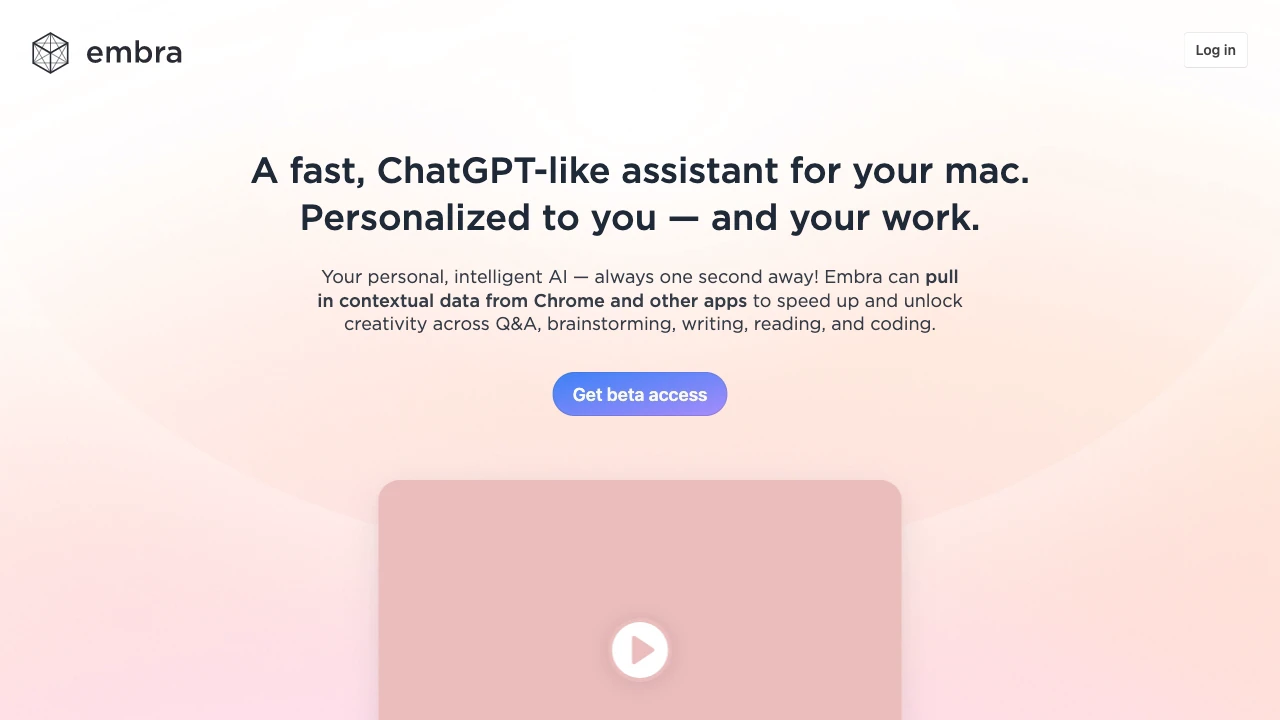 embra
Log in
A fast, ChatGPT-like assistant for your mac.
Personalized to you — and your work.
Your personal, intelligent AI — always one second away! Embra can pull
in contextual data from Chrome and other apps to speed up and unlock
creativity across Q&A, brainstorming, writing, reading, and coding.
Get beta access